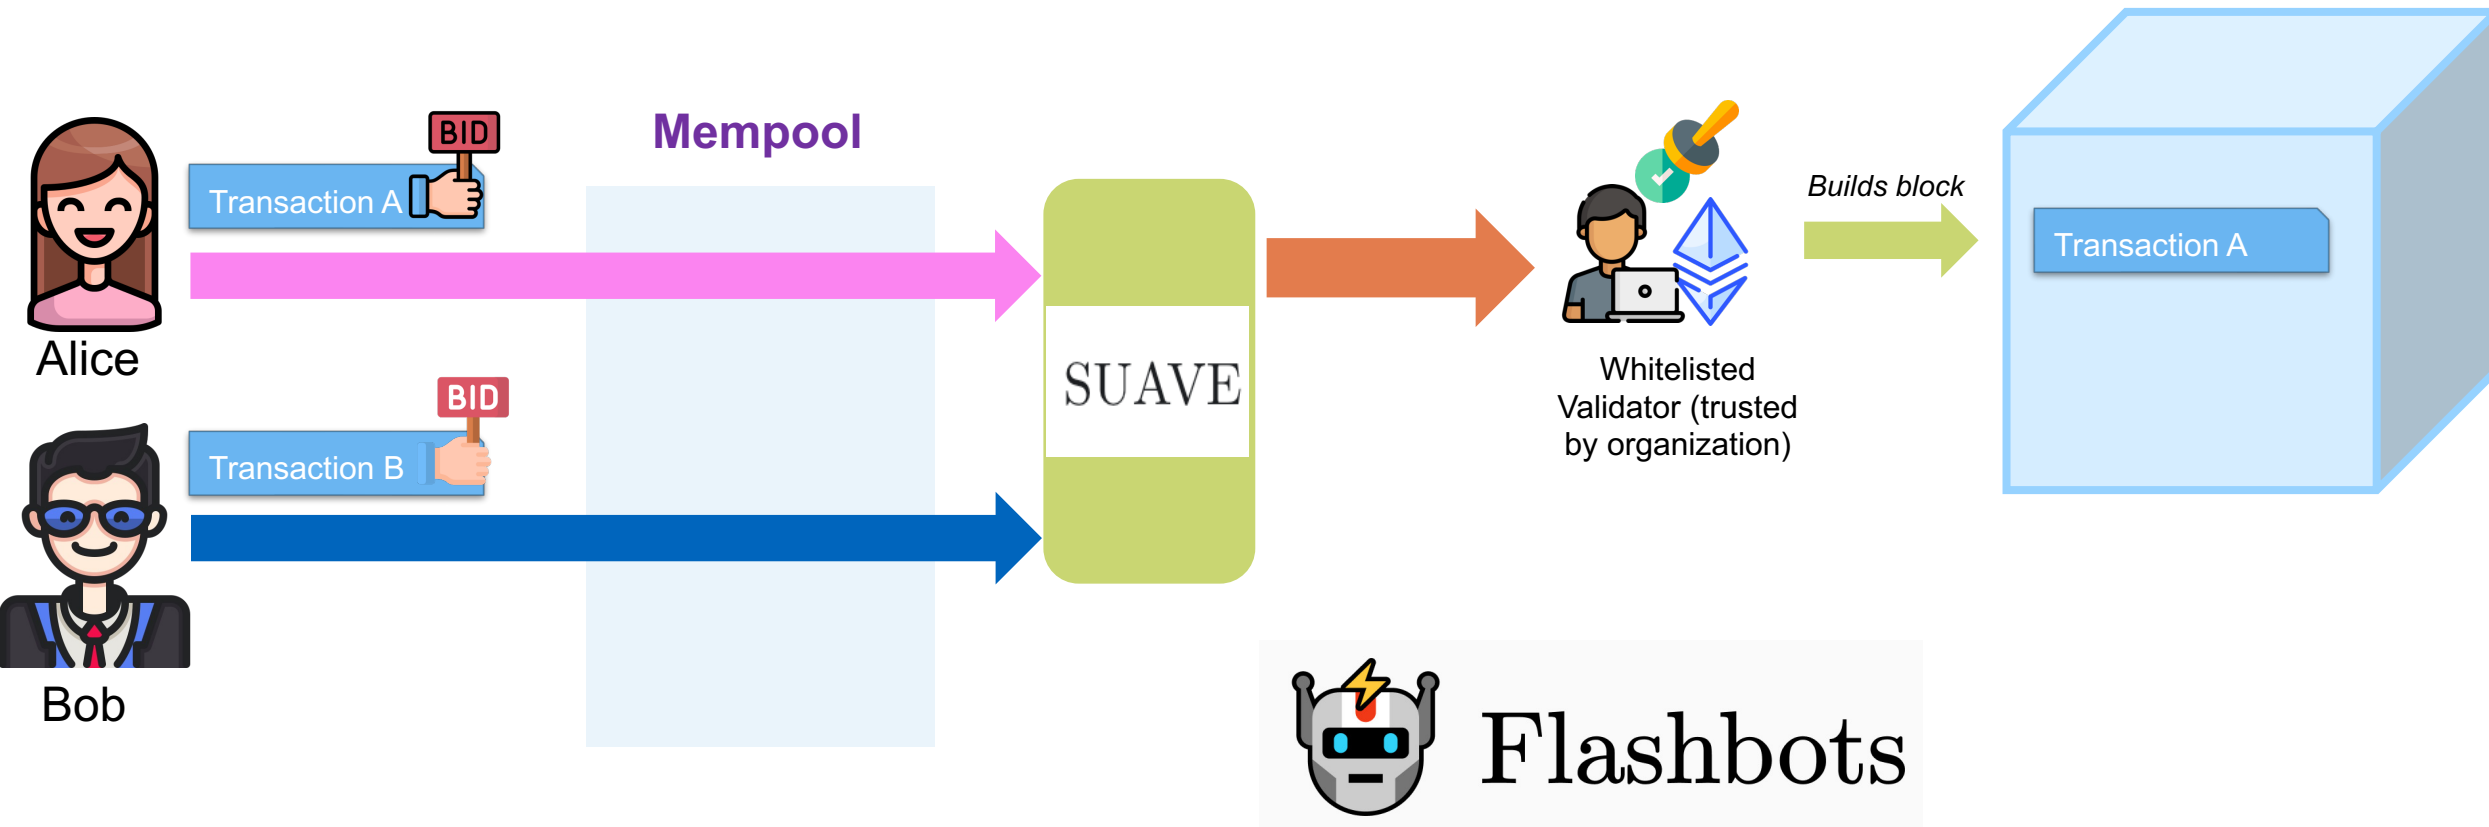 BID
Transaction A
Mempool
Alice
BID
Transaction B
Bob
SUAVE
Whitelisted
Validator (trusted
by organization)
Builds block
Transaction A
Flashbots